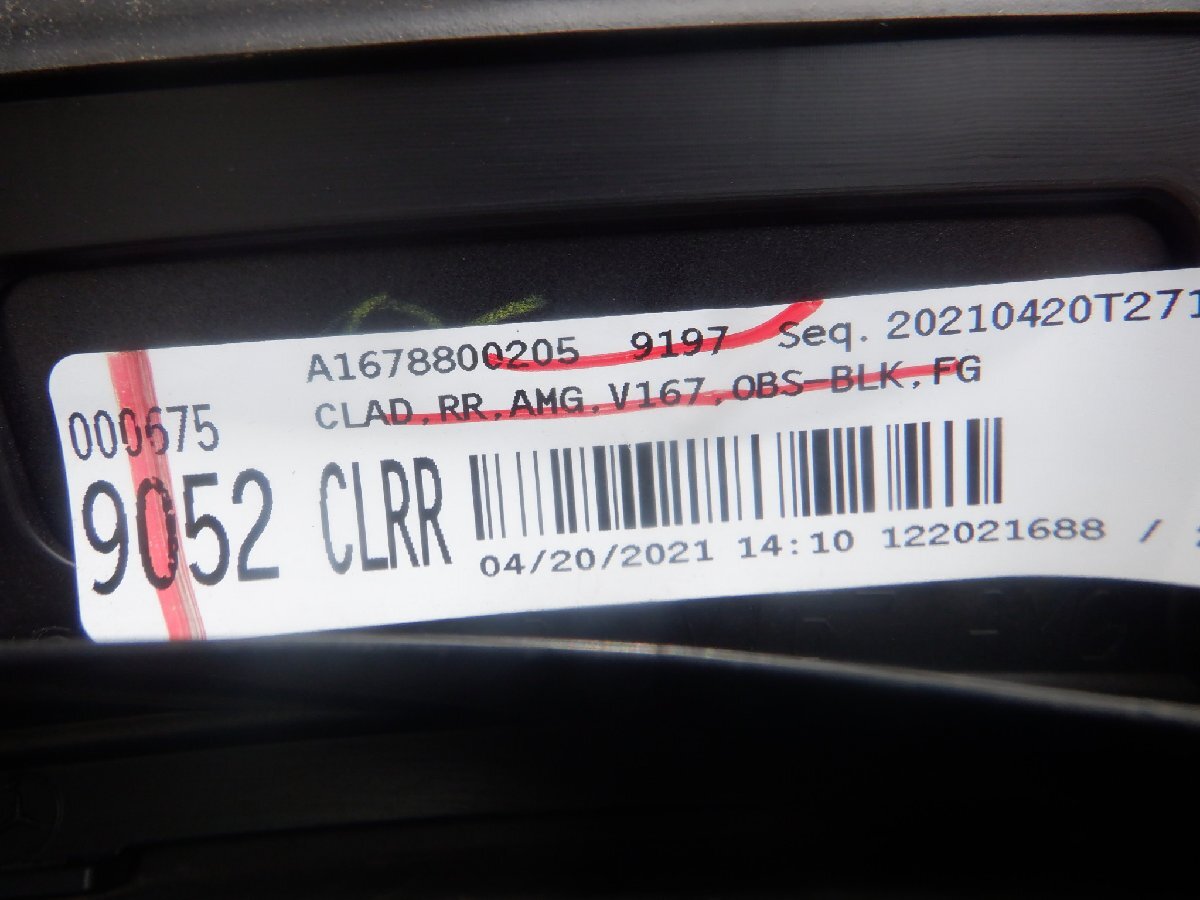 A1678800205 9197 Seq. 20210420T271
CLAD,RR,AMG,V167,OBS-BLK,FG
000675
9052 CLRR
04/20/2021 14:10 122021688 /